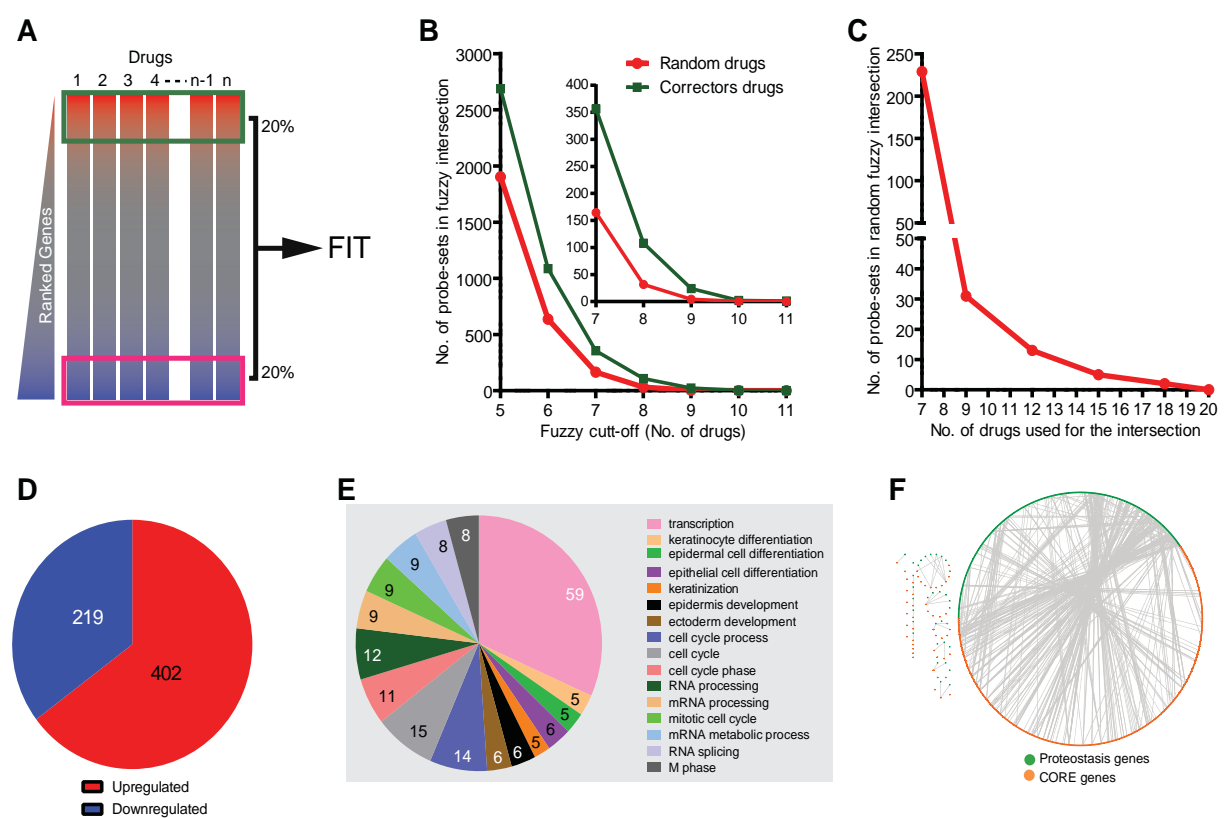 A
Drugs
1 2 3 4 n-1 n
Ranked Genes
20%
20%
FIT
B
No. of probe-sets in fuzzy intersection
3000
2500
2000
1500
1000
500
0
5 6 7 8 9 10 11
Fuzzy cutt-off (No. of drugs)
400
350
300
250
200
150
100
50
0
7 8 9 10 11
Random drugs
Correctors drugs
C
No. of probe-sets in random fuzzy intersection
250
200
150
100
50
50
40
30
20
10
0
7 8 9 10 11 12 13 14 15 16 17 18 19 20
No. of drugs used for the intersection
D
219
402
Upregulated
Downregulated
E
59
5
5
6
5
6
6
14
15
11
12
9
9
9
8
8
transcription
keratinocyte differentiation
epidermal cell differentiation
epithelial cell differentiation
keratinization
epidermis development
ectoderm development
cell cycle process
cell cycle
cell cycle phase
RNA processing
mRNA processing
mitotic cell cycle
mRNA metabolic process
RNA splicing
M phase
F
Proteostasis genes
CORE genes